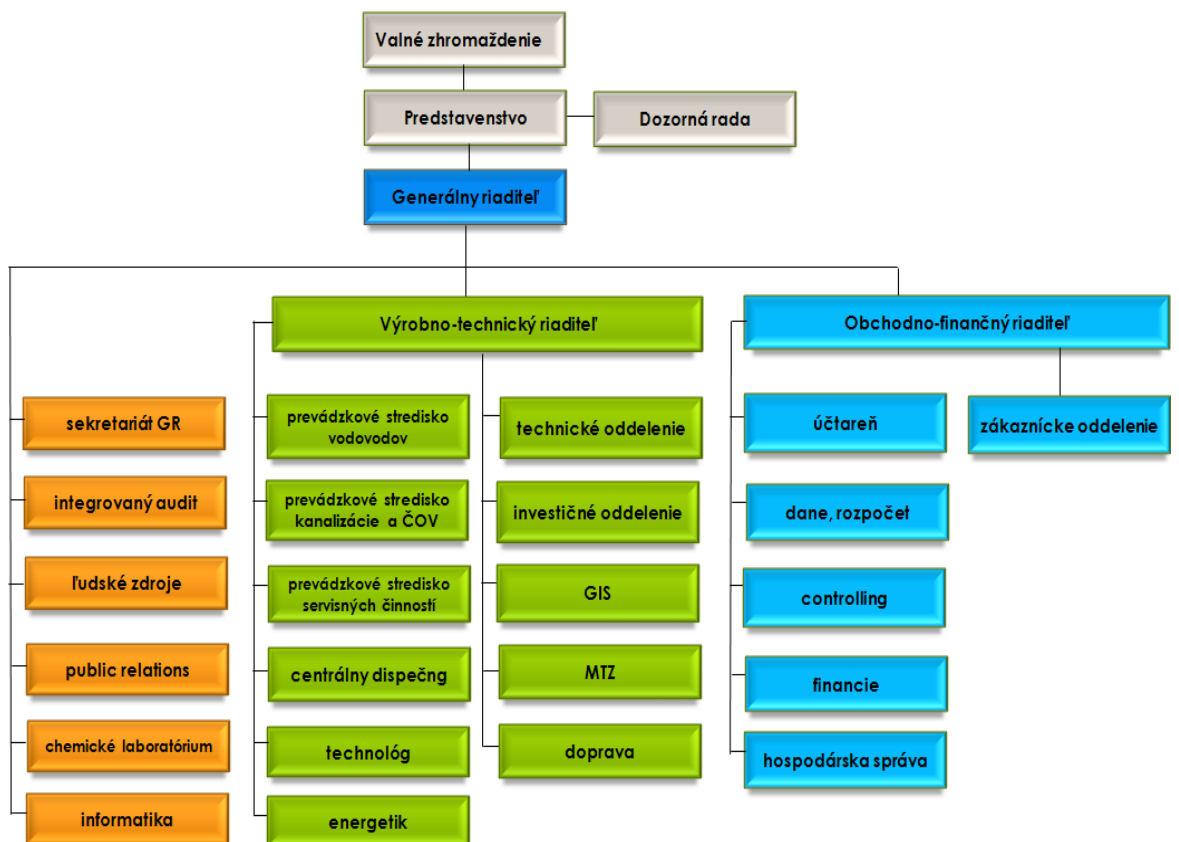 Valné zhromaždenie
Predstavenstvo
Dozorná rada
Generálny riaditeľ
Výrobno-technický riaditeľ
Obchodno-finančný riaditeľ
sekretariát GR
integrovaný audit
ľudské zdroje
public relations
chemické laboratórium
informatika
prevádzkové stredisko
vodovodov
prevádzkové stredisko
kanalizácie a ČOV
prevádzkové stredisko
servisných činností
centrálny dispečng
technológ
energetik
technické oddelenie
investičné oddelenie
GIS
MTZ
doprava
účtareň
dane, rozpočet
controlling
financie
hospodárska správa
zákaznícke oddelenie